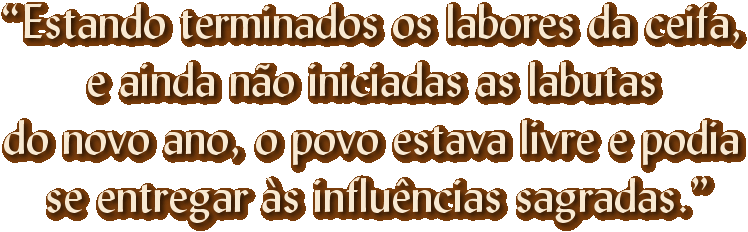 “Estando terminados os labores da ceifa,
e ainda não iniciadas as labutas
do novo ano, o povo estava livre e podia
se entregar às influências sagradas.”